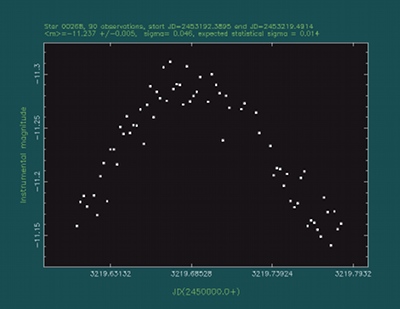 Star 00268, 90 observations, start JD=2453192.3895 end JD=2453219.4914
<m>=-11.237 +/-0.005, sigma= 0.046, expected statistical sigma = 0.014
-11.3
-11.25
-11.2
-11.15
Instrumental magnitude
3219.63132 3219.68528 3219.73924 3219.7932
JD(2450000.0+)